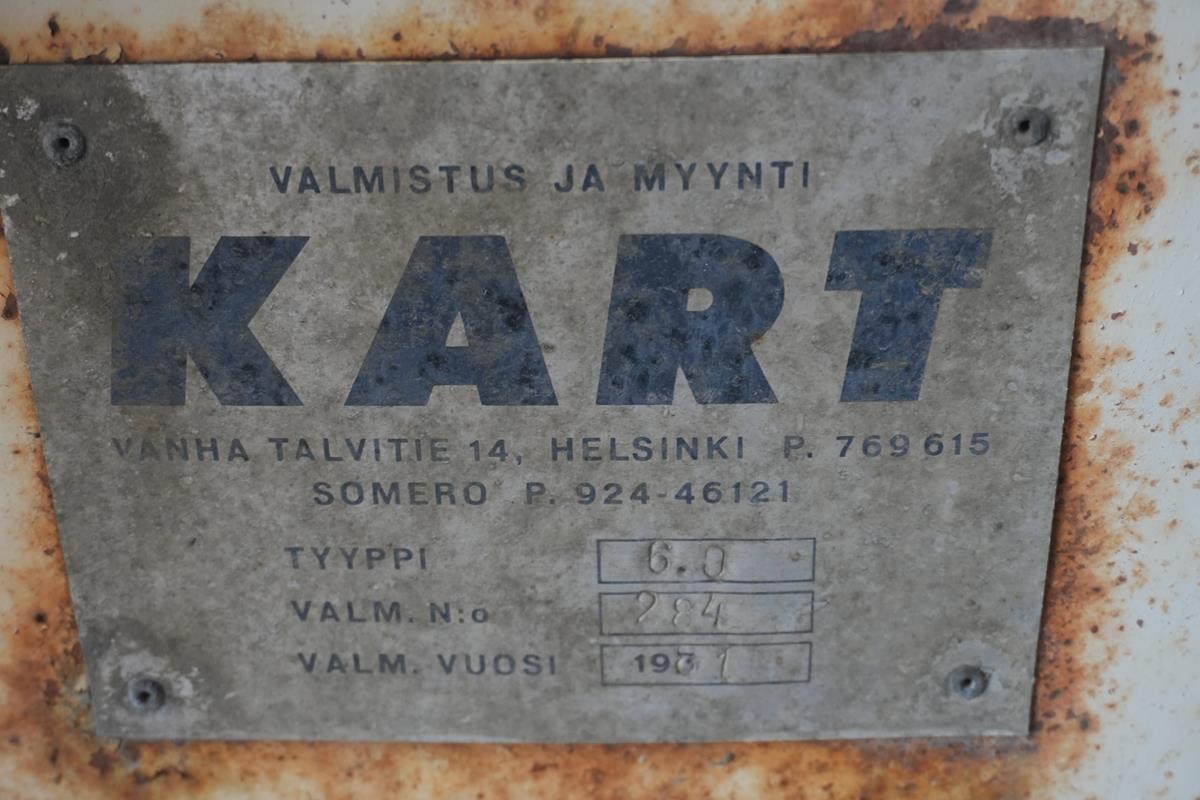 VALMISTUS JA MYYNTI
KART
VANHA TALVITIE 14, HELSINKI P. 769 615
SOMERO P. 924-46121
TYYPPI 6.0
VALM. N:o 284
VALM. VUOSI